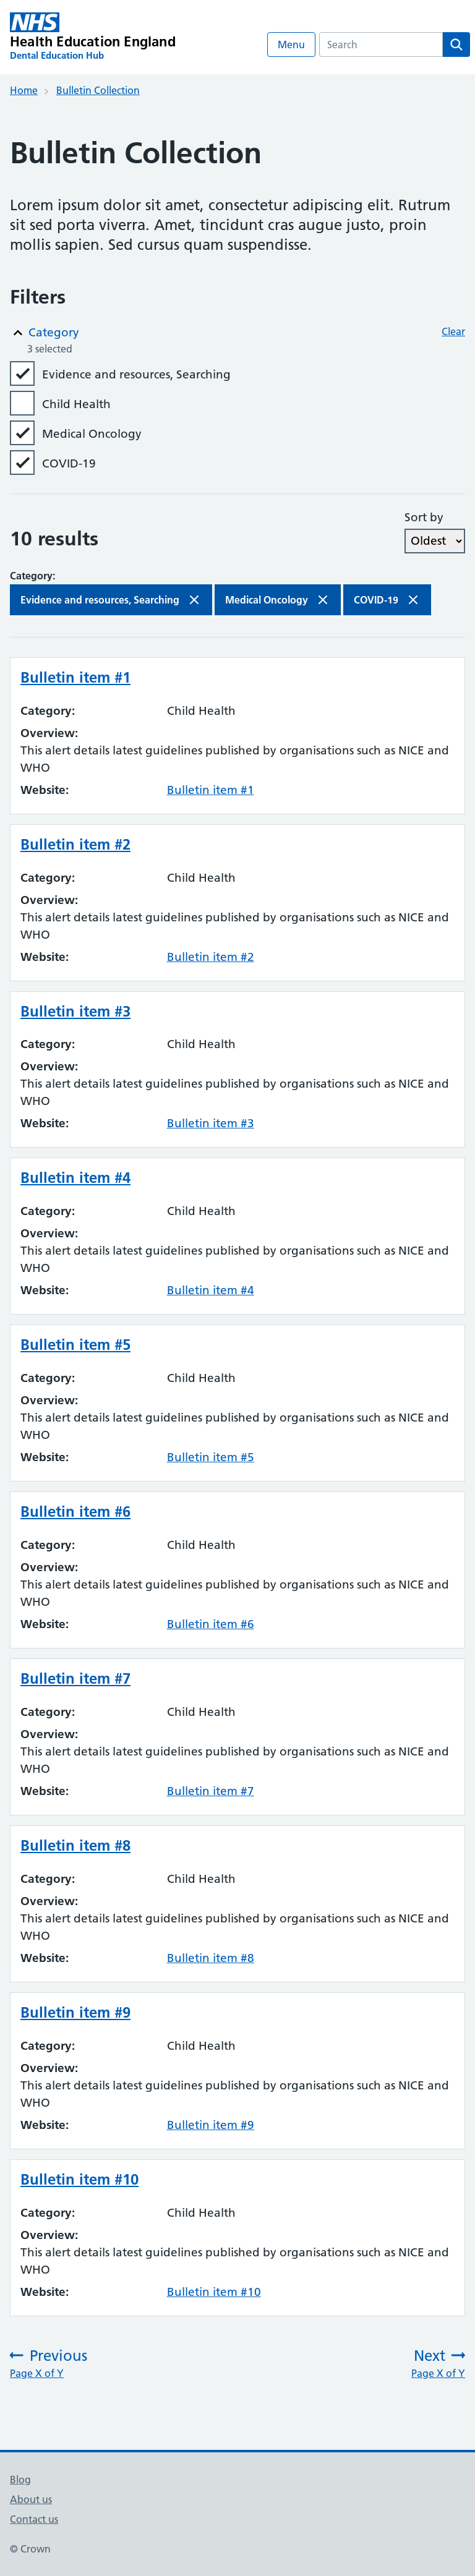 NHS
Health Education England
Dental Education Hub
Menu
Search
Home
Bulletin Collection
Bulletin Collection
Lorem ipsum dolor sit amet, consectetur adipiscing elit. Rutrum
sit sed porta viverra. Amet, tincidunt cras augue justo, proin
mollis sapien. Sed cursus quam suspendisse.
Filters
Category
Clear
3 selected
Evidence and resources, Searching
Child Health
Medical Oncology
COVID-19
Sort by
10 results
Oldest
Category:
Evidence and resources, Searching
Medical Oncology
COVID-19
Bulletin item #1
Category: Child Health
Overview:
This alert details latest guidelines published by organisations such as NICE and
WHO
Website: Bulletin item #1
Bulletin item #2
Category: Child Health
Overview:
This alert details latest guidelines published by organisations such as NICE and
WHO
Website: Bulletin item #2
Bulletin item #3
Category: Child Health
Overview:
This alert details latest guidelines published by organisations such as NICE and
WHO
Website: Bulletin item #3
Bulletin item #4
Category: Child Health
Overview:
This alert details latest guidelines published by organisations such as NICE and
WHO
Website: Bulletin item #4
Bulletin item #5
Category: Child Health
Overview:
This alert details latest guidelines published by organisations such as NICE and
WHO
Website: Bulletin item #5
Bulletin item #6
Category: Child Health
Overview:
This alert details latest guidelines published by organisations such as NICE and
WHO
Website: Bulletin item #6
Bulletin item #7
Category: Child Health
Overview:
This alert details latest guidelines published by organisations such as NICE and
WHO
Website: Bulletin item #7
Bulletin item #8
Category: Child Health
Overview:
This alert details latest guidelines published by organisations such as NICE and
WHO
Website: Bulletin item #8
Bulletin item #9
Category: Child Health
Overview:
This alert details latest guidelines published by organisations such as NICE and
WHO
Website: Bulletin item #9
Bulletin item #10
Category: Child Health
Overview:
This alert details latest guidelines published by organisations such as NICE and
WHO
Website: Bulletin item #10
Previous
Page X of Y
Next
Page X of Y
Blog
About us
Contact us
© Crown